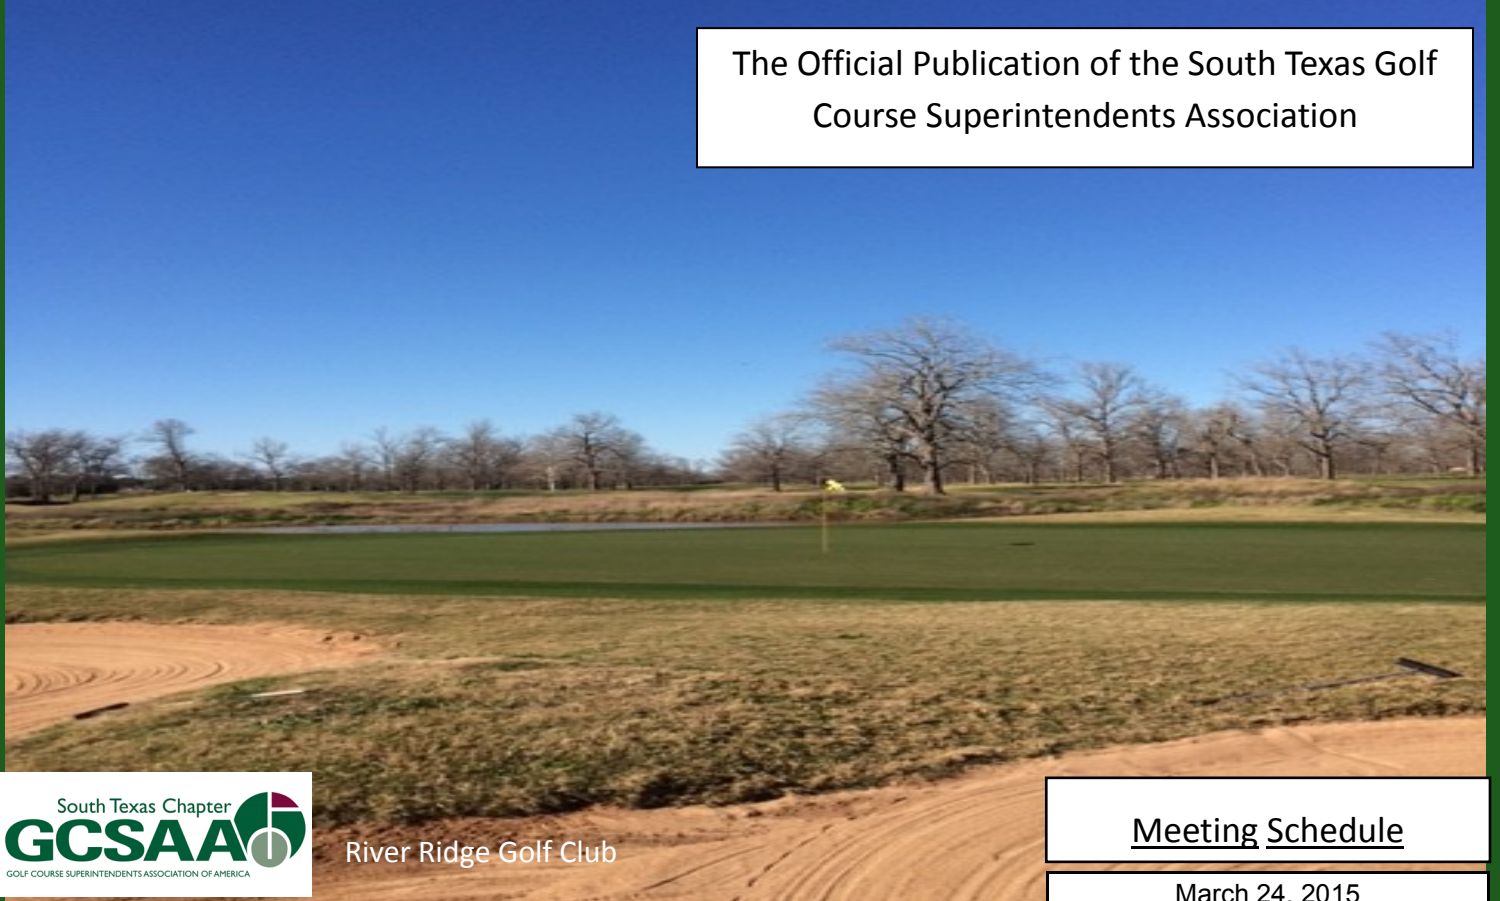 The Official Publication of the South Texas Golf
Course Superintendents Association
South Texas Chapter
GCSAA
GOLF COURSE SUPERINTENDENTS ASSOCIATION OF AMERICA
River Ridge Golf Club
Meeting Schedule
March 24, 2015